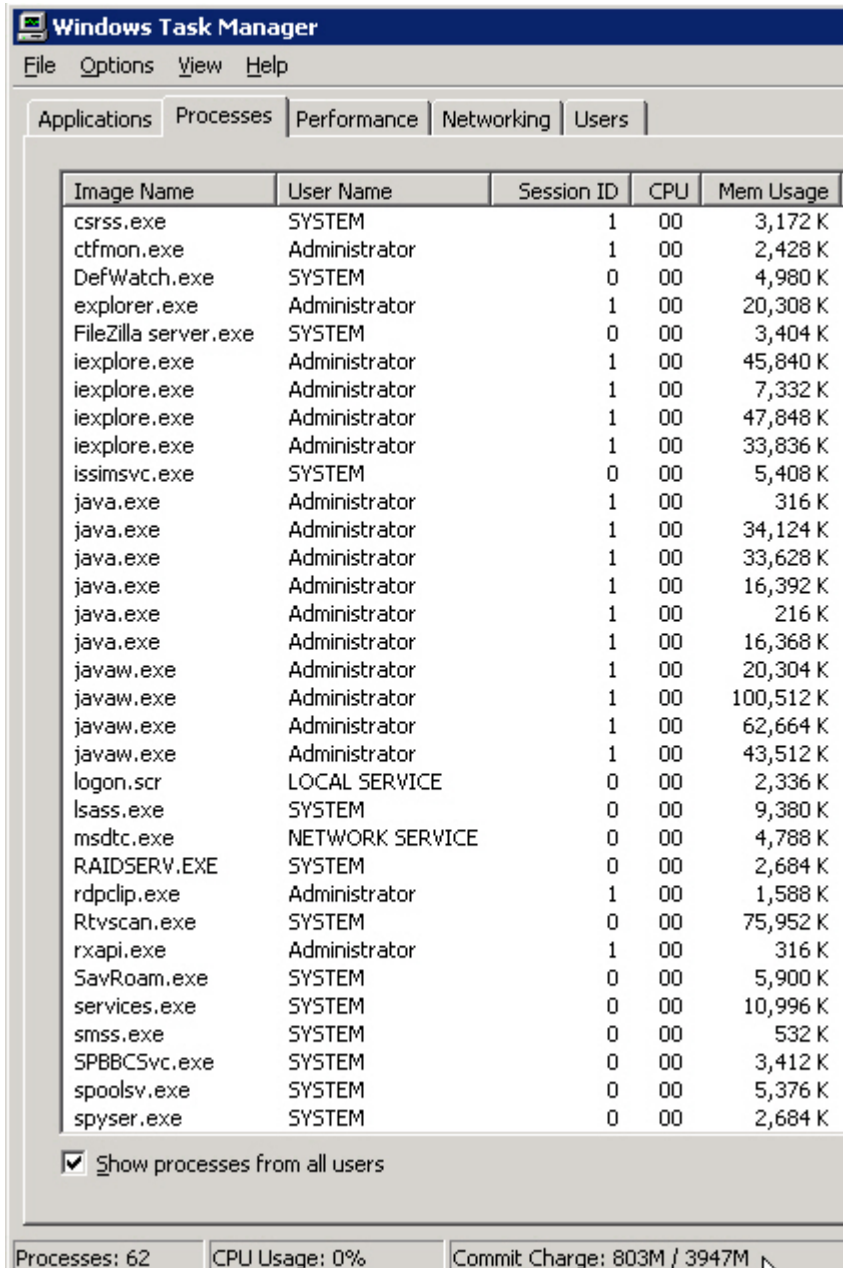 Windows Task Manager
File Options View Help
Applications Processes Performance Networking Users
Image Name User Name Session ID CPU Mem Usage
csrss.exe SYSTEM 1 00 3,172 K
ctfmon.exe Administrator 1 00 2,428 K
DefWatch.exe SYSTEM 0 00 4,980 K
explorer.exe Administrator 1 00 20,308 K
FileZilla server.exe SYSTEM 0 00 3,404 K
iexplore.exe Administrator 1 00 45,840 K
iexplore.exe Administrator 1 00 7,332 K
iexplore.exe Administrator 1 00 47,848 K
iexplore.exe Administrator 1 00 33,836 K
issimsvc.exe SYSTEM 0 00 5,408 K
java.exe Administrator 1 00 316 K
java.exe Administrator 1 00 34,124 K
java.exe Administrator 1 00 33,628 K
java.exe Administrator 1 00 16,392 K
java.exe Administrator 1 00 216 K
java.exe Administrator 1 00 16,368 K
javaw.exe Administrator 1 00 20,304 K
javaw.exe Administrator 1 00 100,512 K
javaw.exe Administrator 1 00 62,664 K
javaw.exe Administrator 1 00 43,512 K
logon.scr LOCAL SERVICE 0 00 2,336 K
lsass.exe SYSTEM 0 00 9,380 K
msdtc.exe NETWORK SERVICE 0 00 4,788 K
RAIDSERV.EXE SYSTEM 0 00 2,684 K
rdpclip.exe Administrator 1 00 1,588 K
Rtvscan.exe SYSTEM 0 00 75,952 K
rxapi.exe Administrator 1 00 316 K
SavRoam.exe SYSTEM 0 00 5,900 K
services.exe SYSTEM 0 00 10,996 K
smss.exe SYSTEM 0 00 532 K
SPBBCSvc.exe SYSTEM 0 00 3,412 K
spoolsv.exe SYSTEM 0 00 5,376 K
spyser.exe SYSTEM 0 00 2,684 K
Show processes from all users
Processes: 62 CPU Usage: 0% Commit Charge: 803M / 3947M